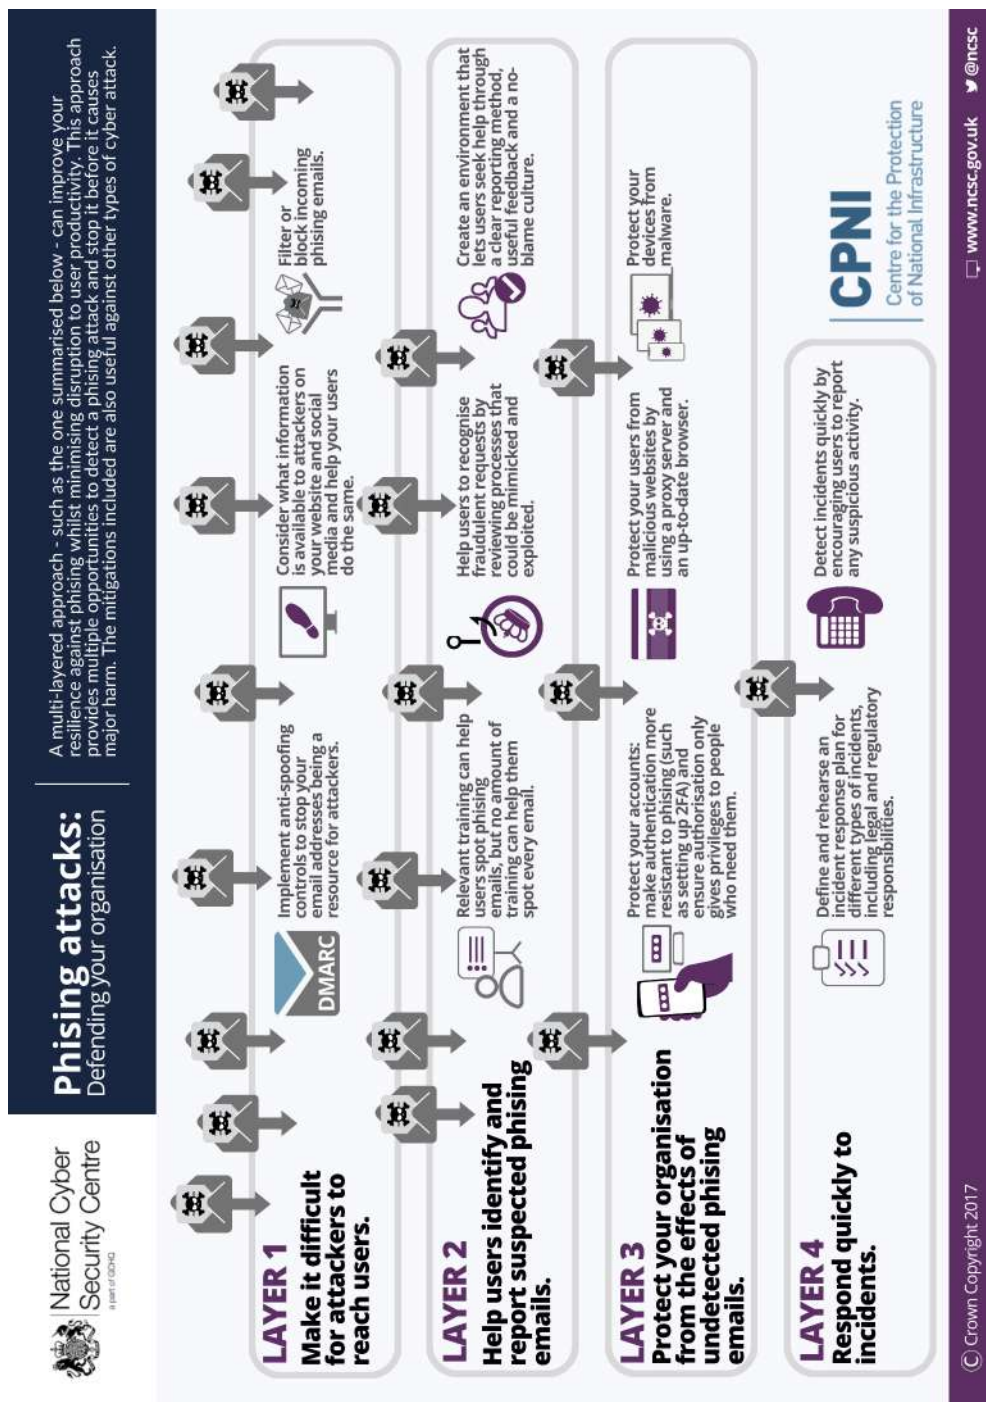 National Cyber
Security Centre
a part of GCHQ
Phising attacks:
Defending your organisation
A multi-layered approach - such as the one summarised below - can improve your
resilience against phising whilst minimising disruption to user productivity. This approach
provides multiple opportunities to detect a phising attack and stop it before it causes
major harm. The mitigations included are also useful against other types of cyber attack.
LAYER 1
Make it difficult
for attackers to
reach users.
DMARC
Implement anti-spoofing
controls to stop your
email addresses being a
resource for attackers.
Consider what information
is available to attackers on
your website and social
media and help your users
do the same.
Filter or
block incoming
phising emails.
LAYER 2
Help users identify and
report suspected phising
emails.
Relevant training can help
users spot phising
emails, but no amount of
training can help them
spot every email.
Help users to recognise
fraudulent requests by
reviewing processes that
could be mimicked and
exploited.
Create an environment that
lets users seek help through
a clear reporting method,
useful feedback and a no-
blame culture.
LAYER 3
Protect your organisation
from the effects of
undetected phising
emails.
Protect your accounts:
make authentication more
resistant to phising (such
as setting up 2FA) and
ensure authorisation only
gives privileges to people
who need them.
Protect your users from
malicious websites by
using a proxy server and
an up-to-date browser.
Protect your
devices from
malware.
LAYER 4
Respond quickly to
incidents.
Define and rehearse an
incident response plan for
different types of incidents,
including legal and regulatory
responsibilities.
Detect incidents quickly by
encouraging users to report
any suspicious activity.
CPNI
Centre for the Protection
of National Infrastructure
© Crown Copyright 2017
www.ncsc.gov.uk
@ncsc